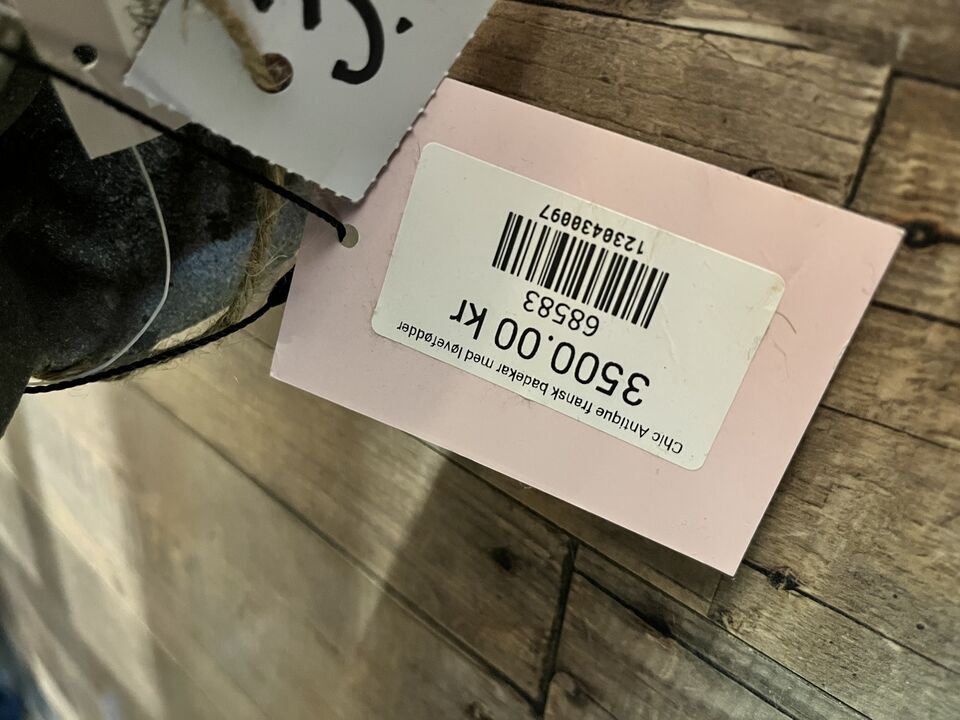 Chic Antique fransk badekar med løvefødder
3500.00 kr
68583
1230430097